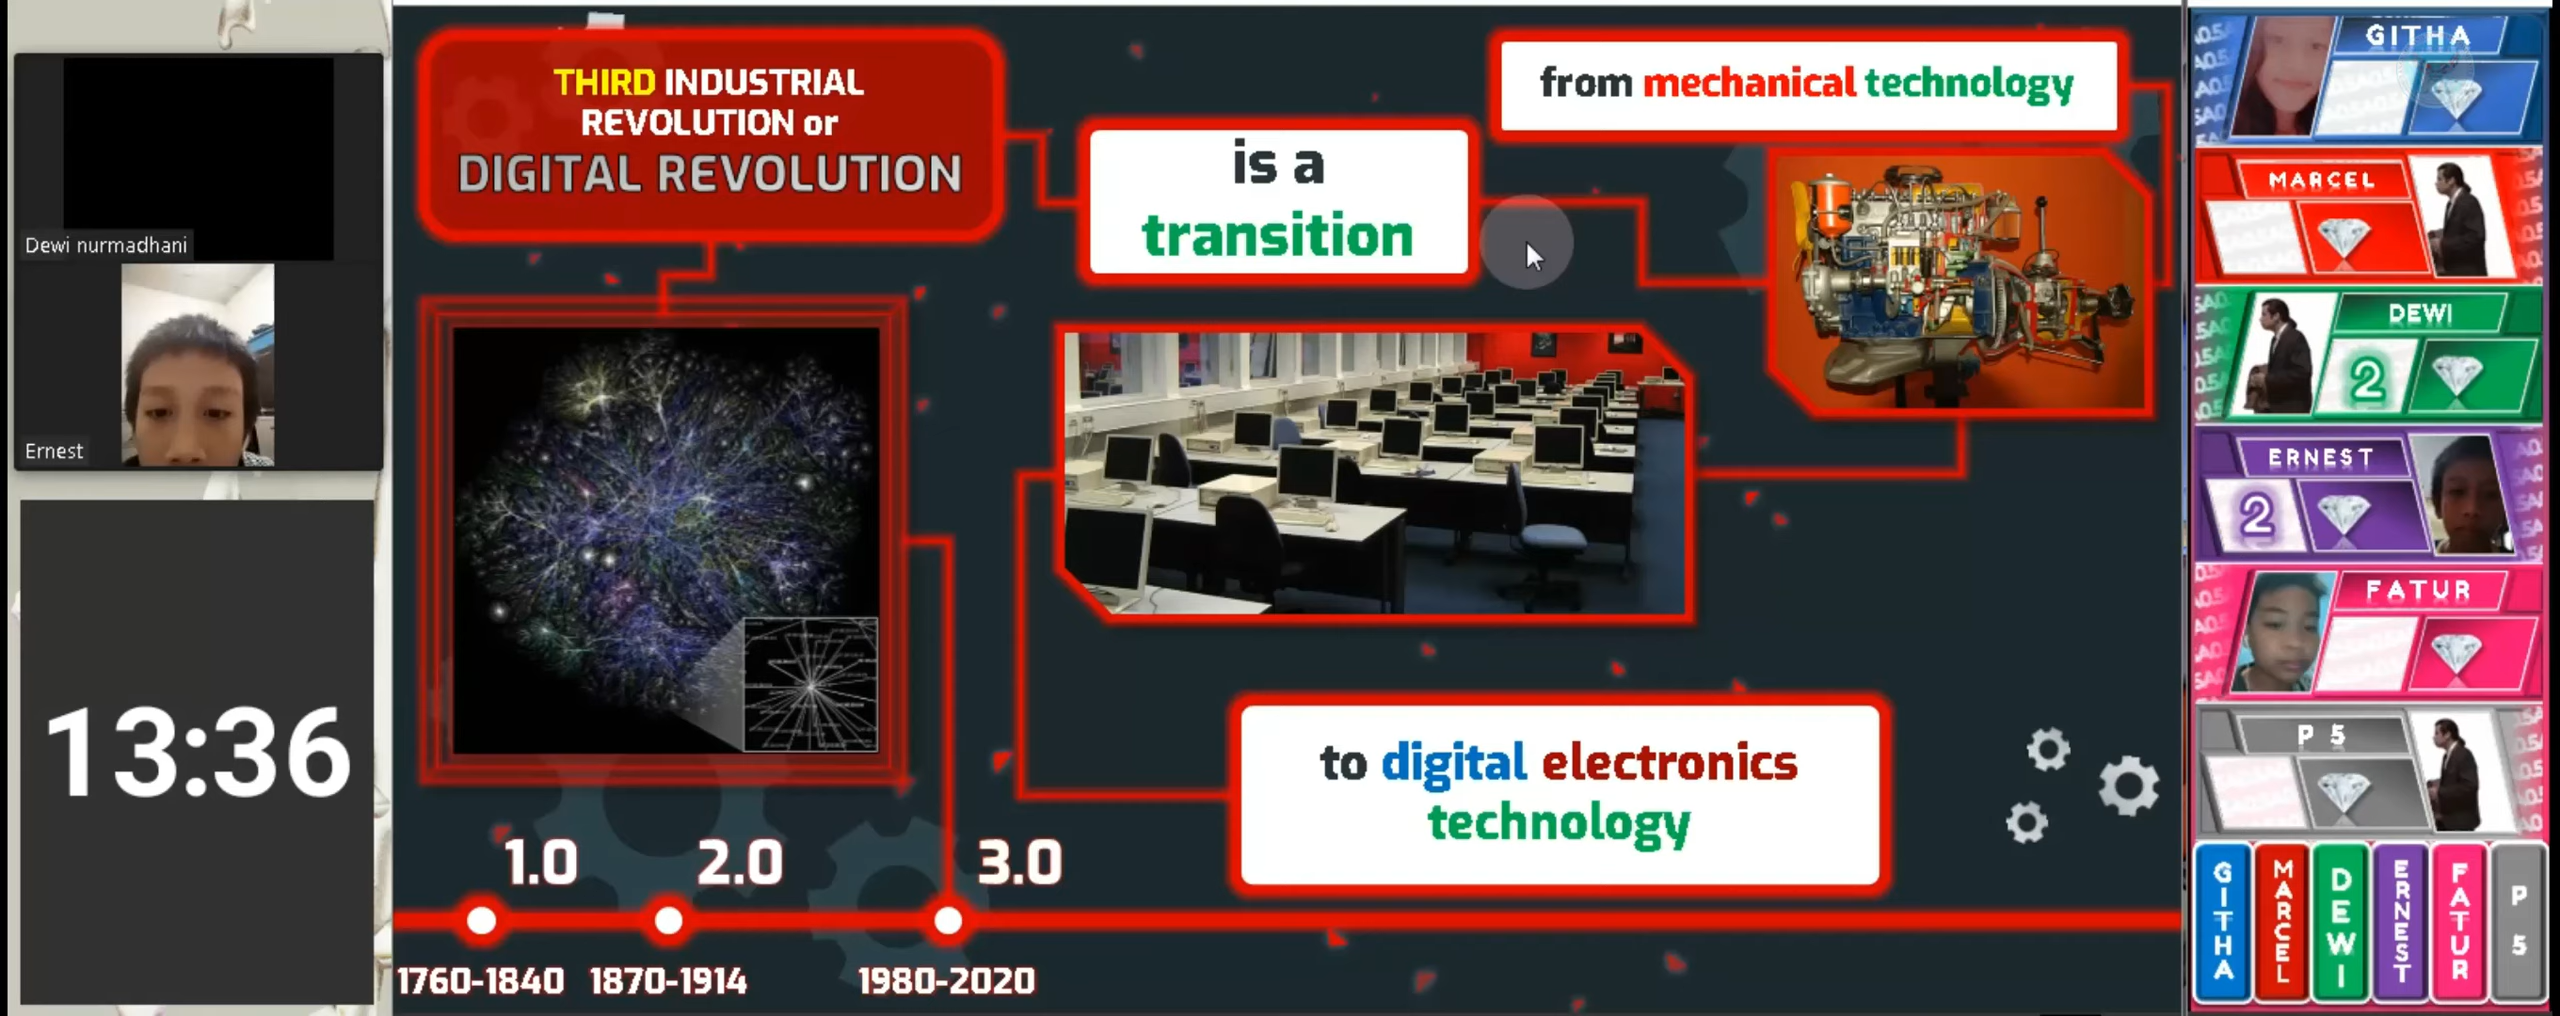 Dewi nurmadhani
Ernest
13:36
THIRD INDUSTRIAL
REVOLUTION or
DIGITAL REVOLUTION
is a
transition
from mechanical technology
to digital electronics
technology
1.0
2.0
3.0
1760-1840
1870-1914
1980-2020
GITHA
MARCEL
DEWI
2
ERNEST
2
FATUR
P 5
GITHA
MARCEL
DEWI
ERNEST
FATUR
P 5